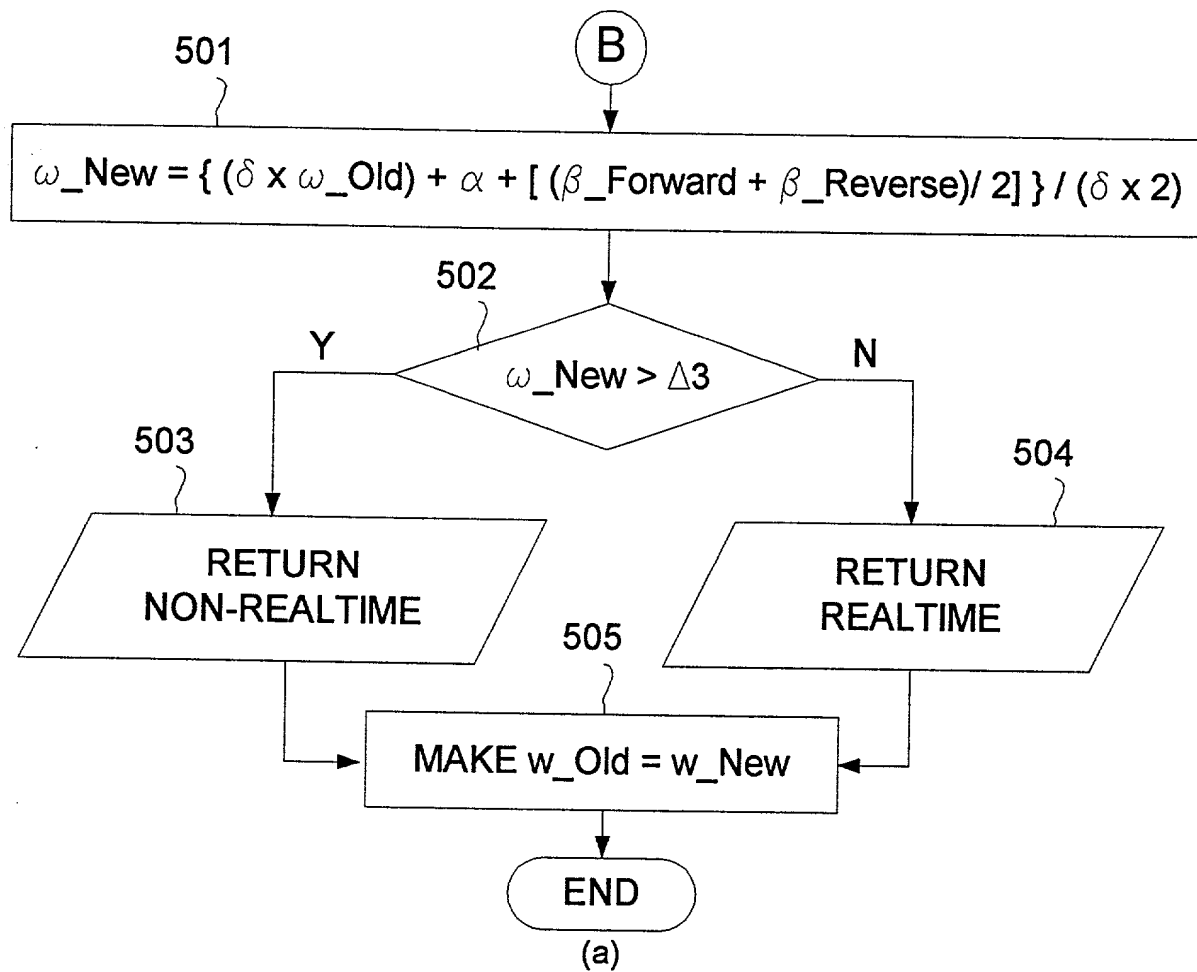 B
501
ω_New = { (δ x ω_Old) + α + [ (β_Forward + β_Reverse)/ 2] } / (δ x 2)
502
Y
N
ω_New > Δ3
503
504
RETURN
NON-REALTIME
RETURN
REALTIME
505
MAKE w_Old = w_New
END
(a)